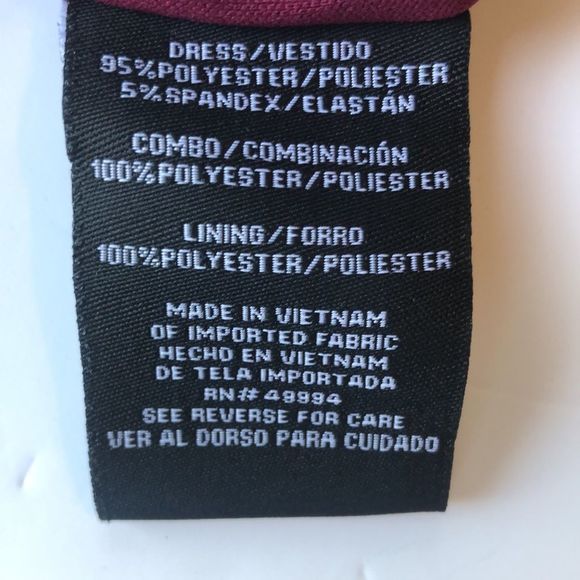 DRESS/VESTIDO
95%POLYESTER/POLIESTER
5%SPANDEX/ELASTÁN
COMBO/COMBINACIÓN
100%POLYESTER/POLIESTER
LINING/FORRO
100%POLYESTER/POLIESTER
MADE IN VIETNAM
OF IMPORTED FABRIC
HECHO EN VIETNAM
DE TELA IMPORTADA
RN# 49994
SEE REVERSE FOR CARE
VER AL DORSO PARA CUIDADO